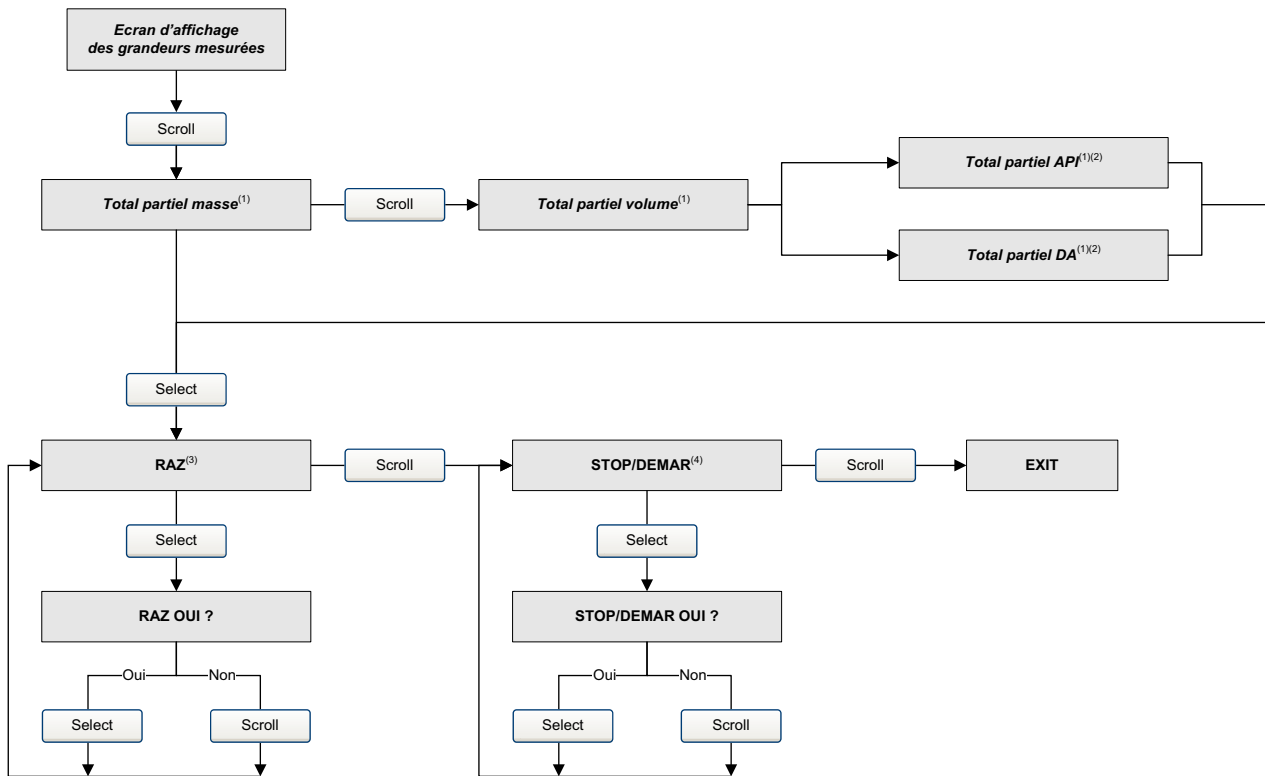 Ecran d'affichage
des grandeurs mesurées
Scroll
Total partiel masse(1)
Scroll
Total partiel volume(1)
Total partiel API(1)(2)
Total partiel DA(1)(2)
Select
RAZ(3)
Scroll
STOP/DEMAR(4)
Scroll
EXIT
Select
Select
RAZ OUI ?
STOP/DEMAR OUI ?
Oui
Non
Oui
Non
Select
Scroll
Select
Scroll